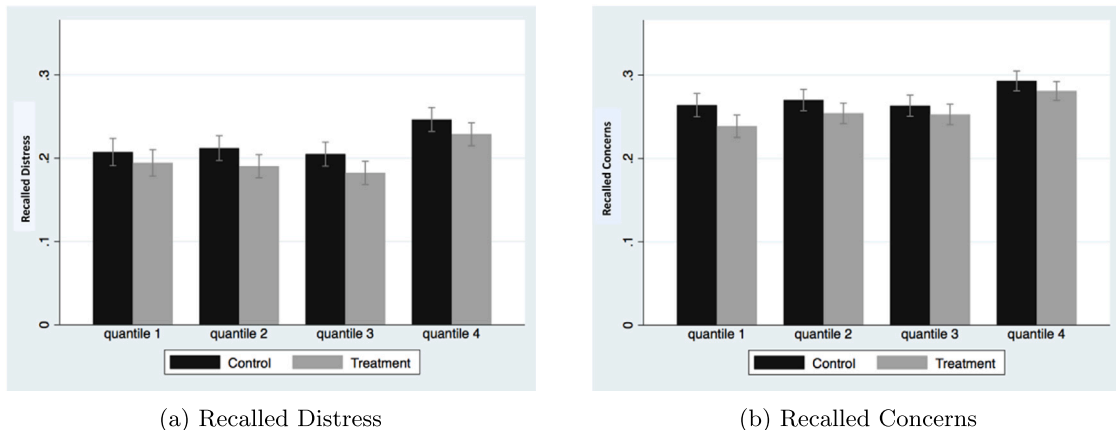 Recalled Distress
.3
.2
.1
0
quantile 1
quantile 2
quantile 3
quantile 4
Control
Treatment
(a) Recalled Distress
Recalled Concerns
.3
.2
.1
0
quantile 1
quantile 2
quantile 3
quantile 4
Control
Treatment
(b) Recalled Concerns